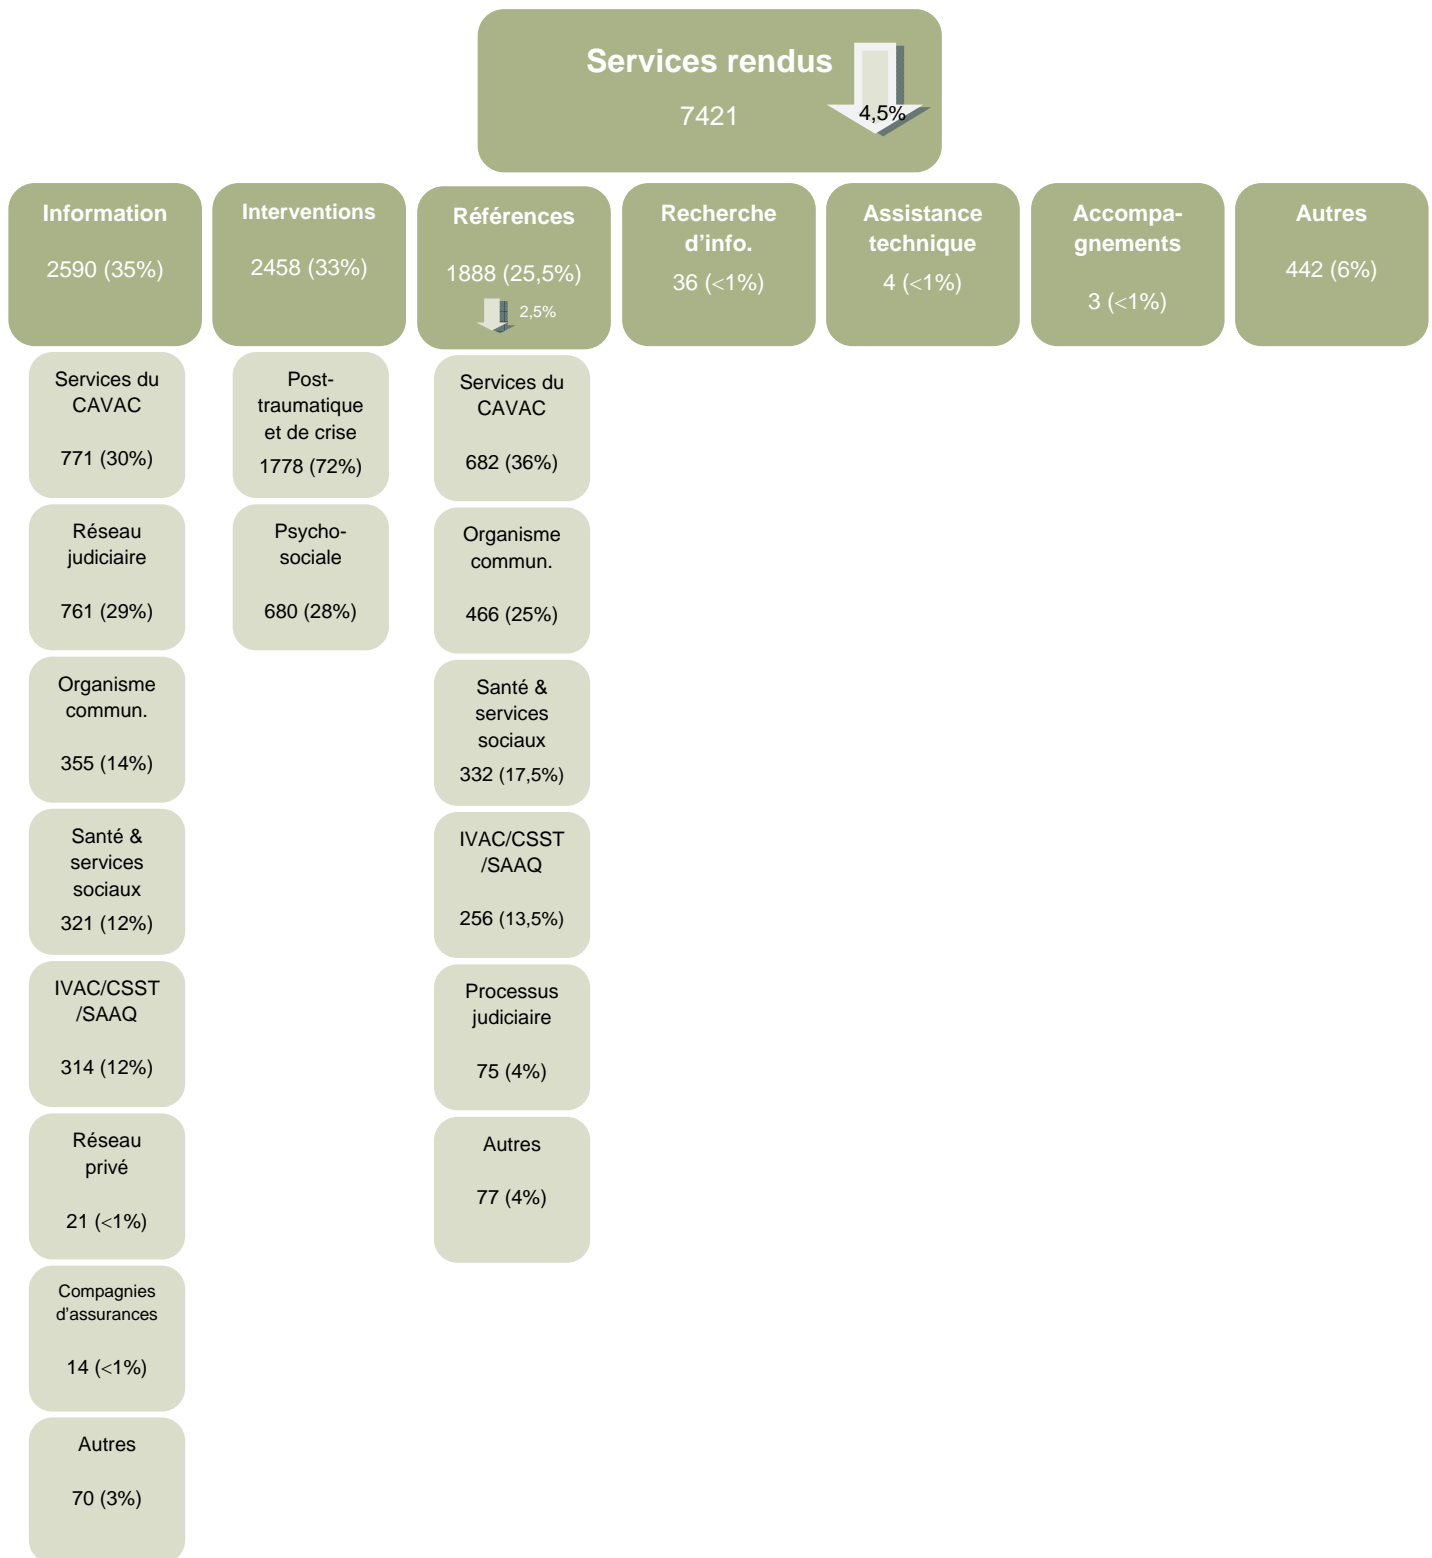 Services rendus
7421
4,5%
Information
2590 (35%)
Interventions
2458 (33%)
Références
1888 (25,5%)
2,5%
Recherche
d'info.
36 (<1%)
Assistance
technique
4 (<1%)
Accompa-
gnements
3 (<1%)
Autres
442 (6%)
Services du
CAVAC
771 (30%)
Réseau
judiciaire
761 (29%)
Organisme
commun.
355 (14%)
Santé &
services
sociaux
321 (12%)
IVAC/CSST
/SAAQ
314 (12%)
Réseau
privé
21 (<1%)
Compagnies
d'assurances
14 (<1%)
Autres
70 (3%)
Post-
traumatique
et de crise
1778 (72%)
Psycho-
sociale
680 (28%)
Services du
CAVAC
682 (36%)
Organisme
commun.
466 (25%)
Santé &
services
sociaux
332 (17,5%)
IVAC/CSST
/SAAQ
256 (13,5%)
Processus
judiciaire
75 (4%)
Autres
77 (4%)